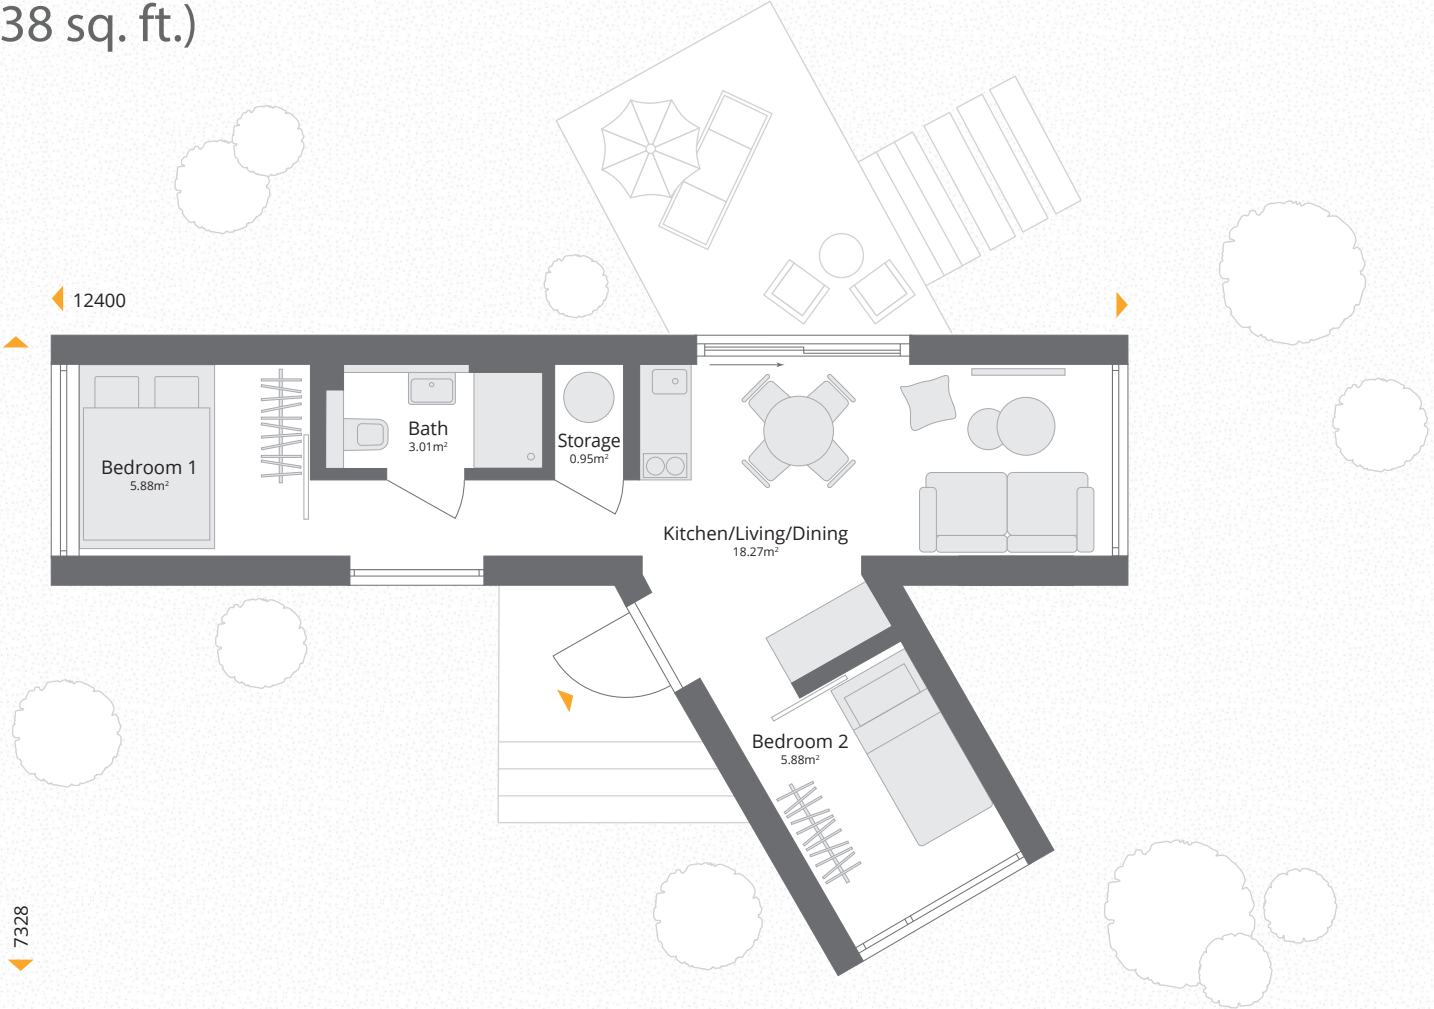 38 sq. ft.)
12400
Bath
3.01m²
Storage
0.95m²
Bedroom 1
5.88m²
Kitchen/Living/Dining
18.27m²
Bedroom 2
5.88m²
7328